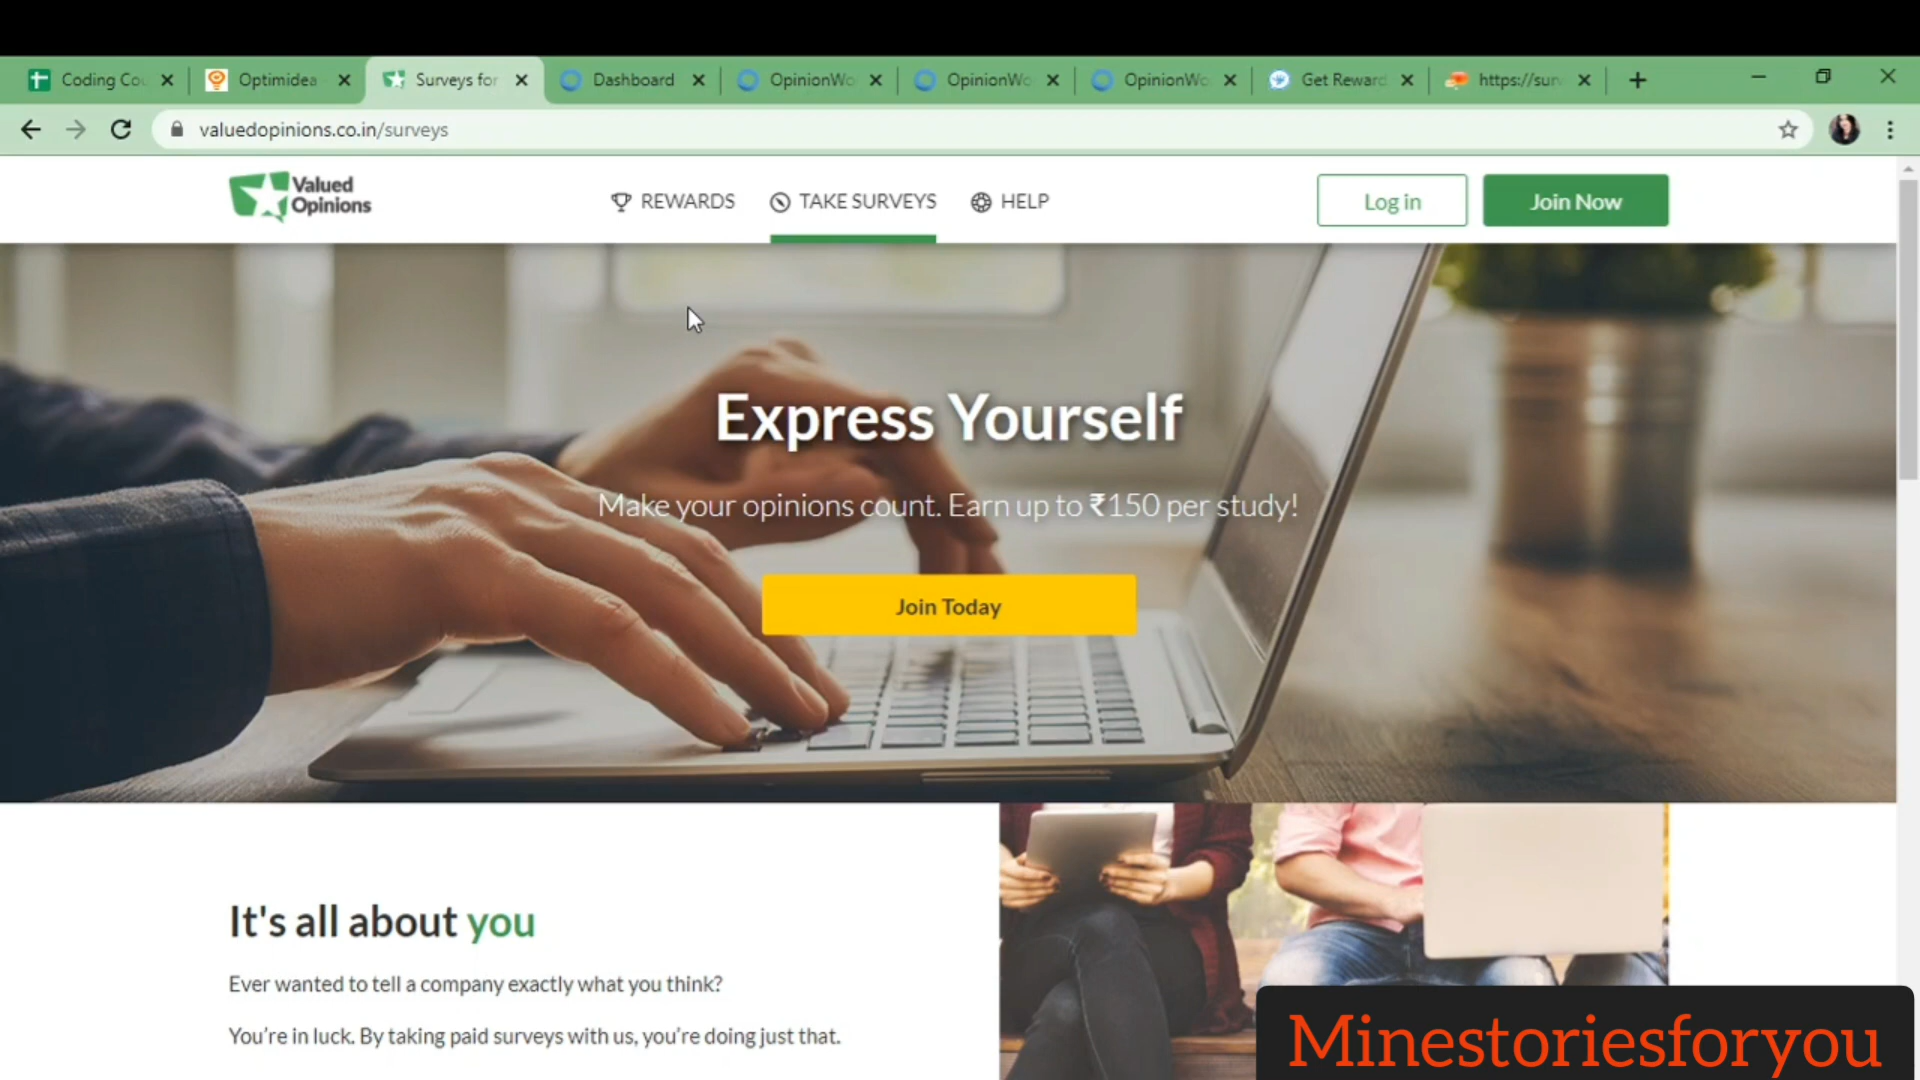 Coding Cou
Optimidea
Surveys for
Dashboard
OpinionWo
OpinionWo
OpinionWo
Get Reward
https://surv
valuedopinions.co.in/surveys
Valued
Opinions
REWARDS
TAKE SURVEYS
HELP
Log in
Join Now
Express Yourself
Make your opinions count. Earn up to ₹150 per study!
Join Today
It's all about you
Ever wanted to tell a company exactly what you think?
You're in luck. By taking paid surveys with us, you're doing just that.
Minestoriesforyou